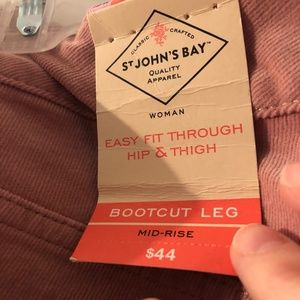 CLASSIC CRAFTED
ST JOHN'S BAY
QUALITY
APPAREL
WOMAN
EASY FIT THROUGH
HIP & THIGH
BOOTCUT LEG
MID-RISE
$44